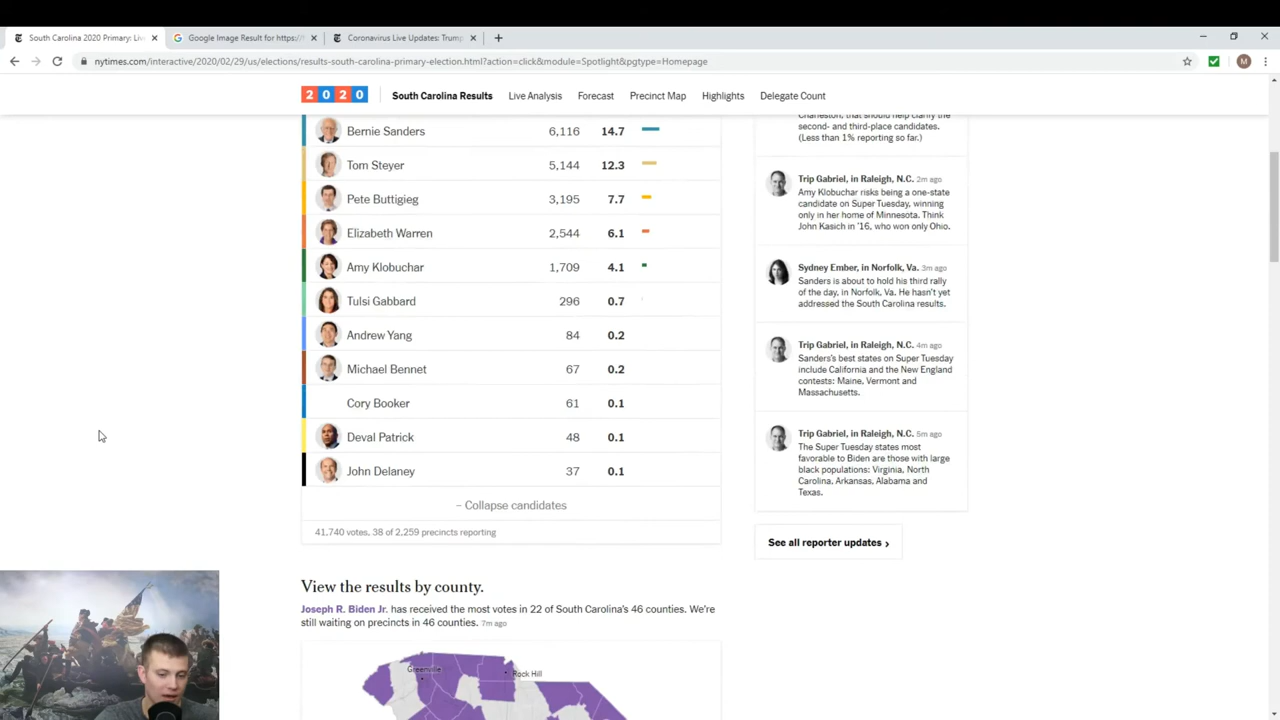 South Carolina 2020 Primary: Liv
Google Image Result for https://
Coronavirus Live Updates: Trump
nytimes.com/interactive/2020/02/29/us/elections/results-south-carolina-primary-election.html?action=click&module=Spotlight&pgtype=Homepage
M
2020 South Carolina Results Live Analysis Forecast Precinct Map Highlights Delegate Count
Bernie Sanders 6,116 14.7
Tom Steyer 5,144 12.3
Pete Buttigieg 3,195 7.7
Elizabeth Warren 2,544 6.1
Amy Klobuchar 1,709 4.1
Tulsi Gabbard 296 0.7
Andrew Yang 84 0.2
Michael Bennet 67 0.2
Cory Booker 61 0.1
Deval Patrick 48 0.1
John Delaney 37 0.1
– Collapse candidates
41,740 votes, 38 of 2,259 precincts reporting
View the results by county.
Joseph R. Biden Jr. has received the most votes in 22 of South Carolina's 46 counties. We're
still waiting on precincts in 46 counties. 7m ago
Greenville
Rock Hill
Charleston, that should help clarify the
second- and third-place candidates.
(Less than 1% reporting so far.)
Trip Gabriel, in Raleigh, N.C. 2m ago
Amy Klobuchar risks being a one-state
candidate on Super Tuesday, winning
only in her home of Minnesota. Think
John Kasich in '16, who won only Ohio.
Sydney Ember, in Norfolk, Va. 3m ago
Sanders is about to hold his third rally
of the day, in Norfolk, Va. He hasn't yet
addressed the South Carolina results.
Trip Gabriel, in Raleigh, N.C. 4m ago
Sanders's best states on Super Tuesday
include California and the New England
contests: Maine, Vermont and
Massachusetts.
Trip Gabriel, in Raleigh, N.C. 5m ago
The Super Tuesday states most
favorable to Biden are those with large
black populations: Virginia, North
Carolina, Arkansas, Alabama and
Texas.
See all reporter updates ›